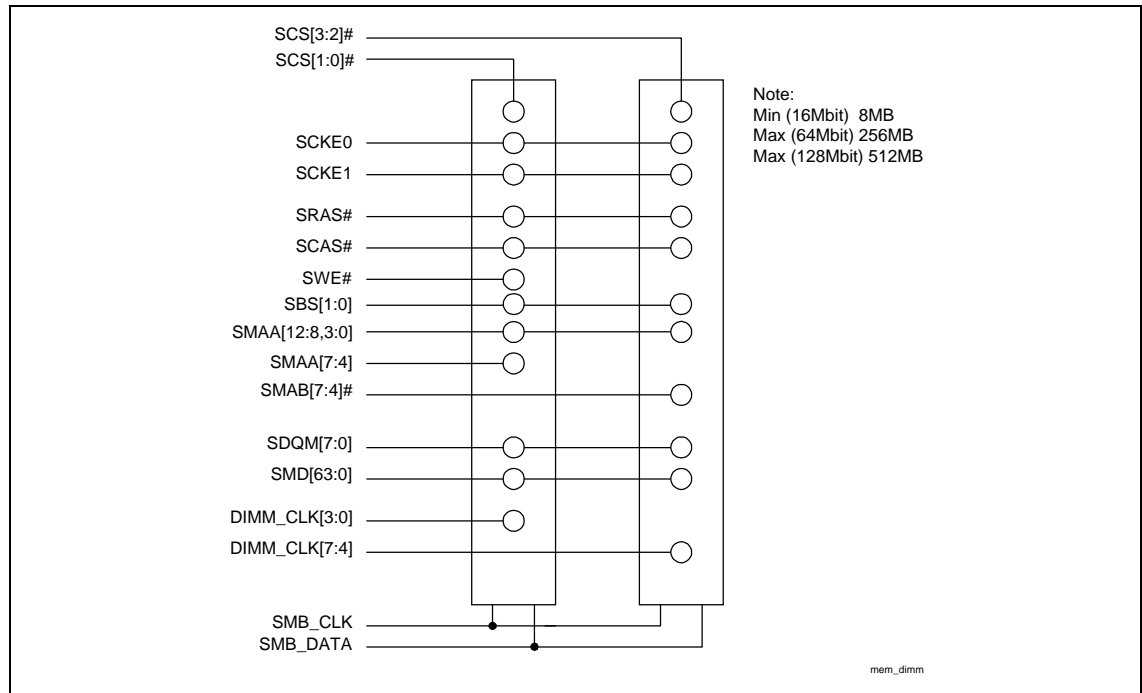 SCS[3:2]#
SCS[1:0]#
Note:
Min (16Mbit)  8MB
Max (64Mbit) 256MB
Max (128Mbit) 512MB
SCKE0
SCKE1
SRAS#
SCAS#
SWE#
SBS[1:0]
SMAA[12:8,3:0]
SMAA[7:4]
SMAB[7:4]#
SDQM[7:0]
SMD[63:0]
DIMM_CLK[3:0]
DIMM_CLK[7:4]
SMB_CLK
SMB_DATA
mem_dimm